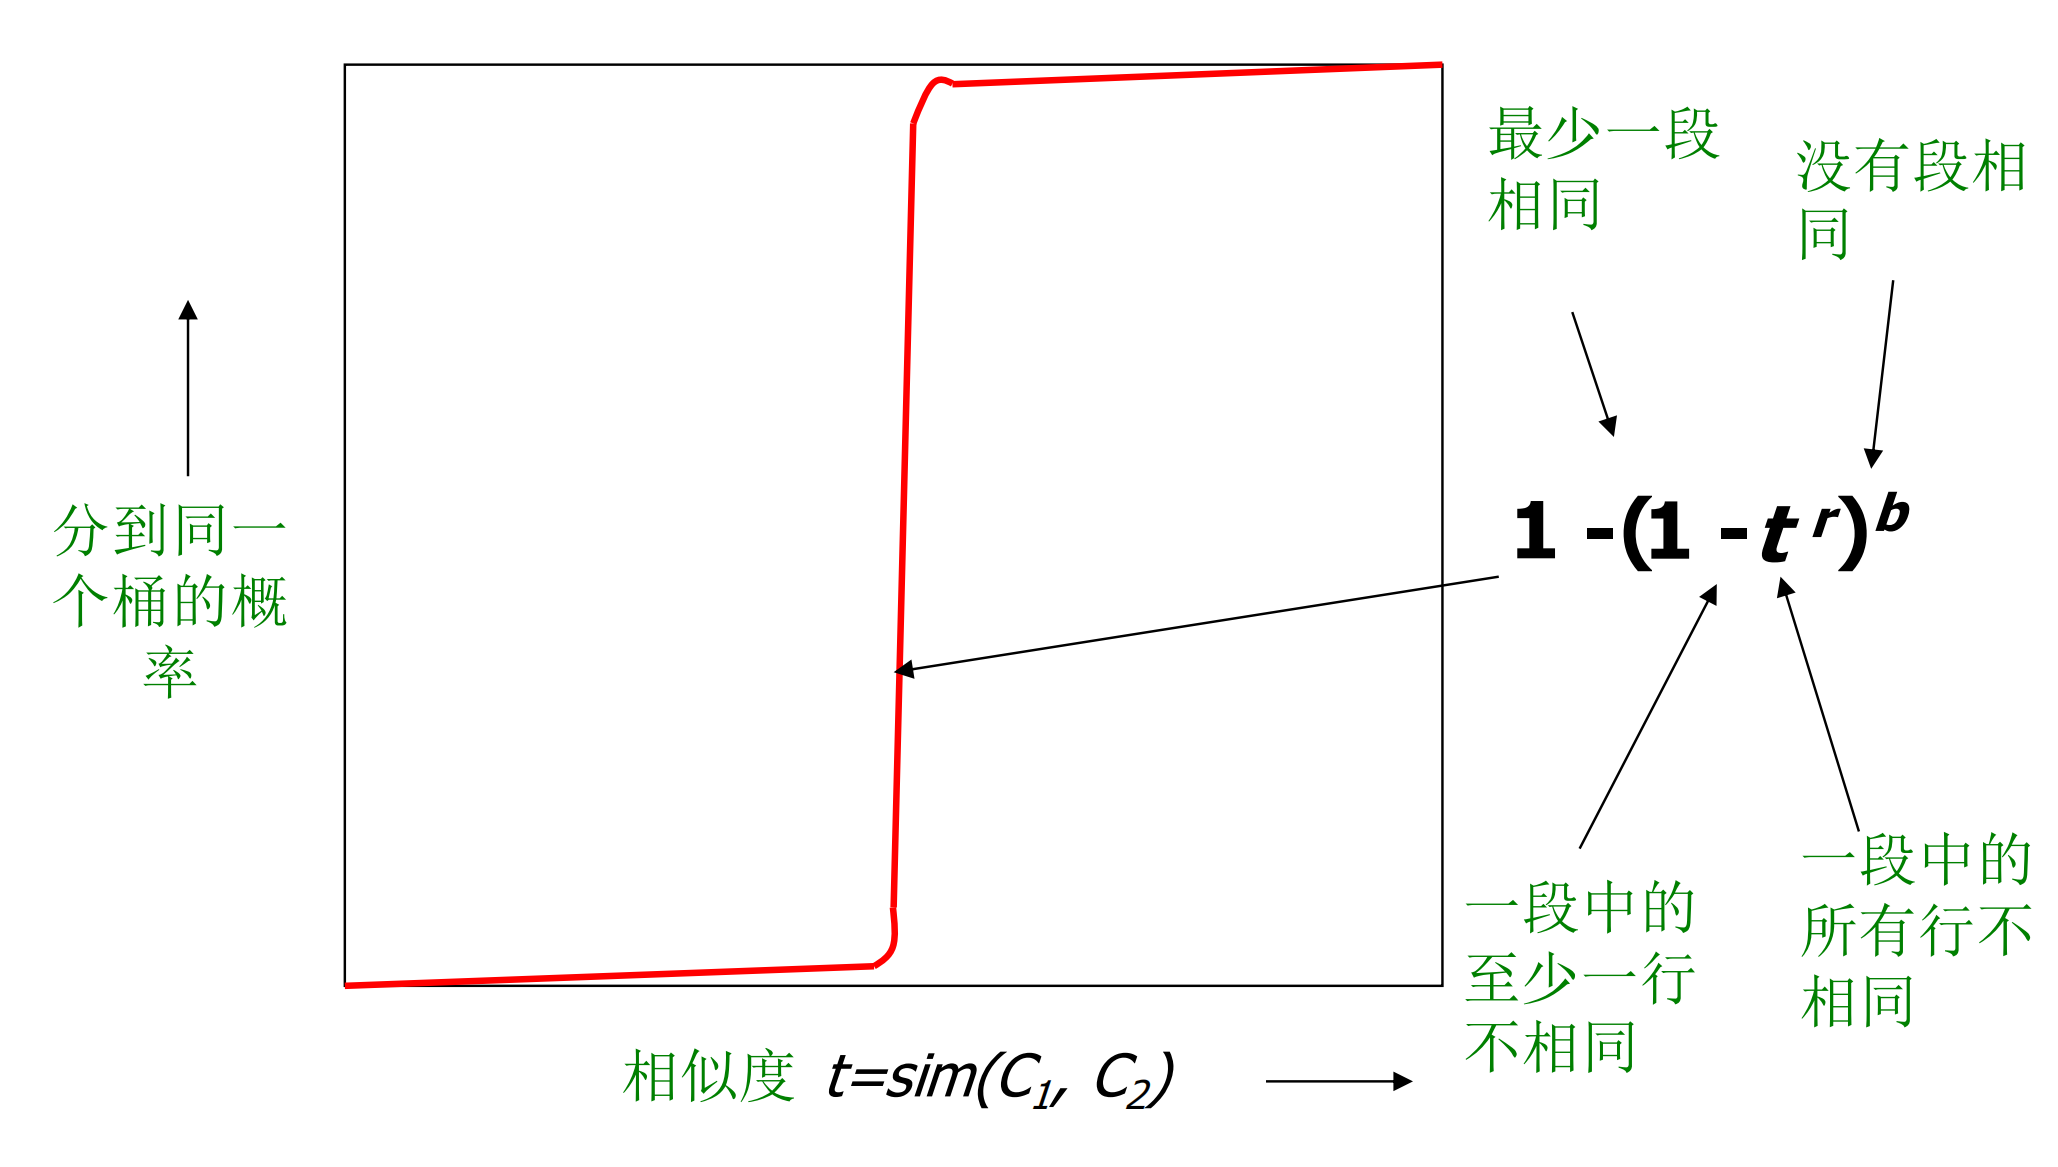 最少一段
相同
没有段相
同
分到同一
个桶的概
率
1 -(1 -t r)b
一段中的
至少一行
不相同
一段中的
所有行不
相同
相似度 t=sim(C1, C2)